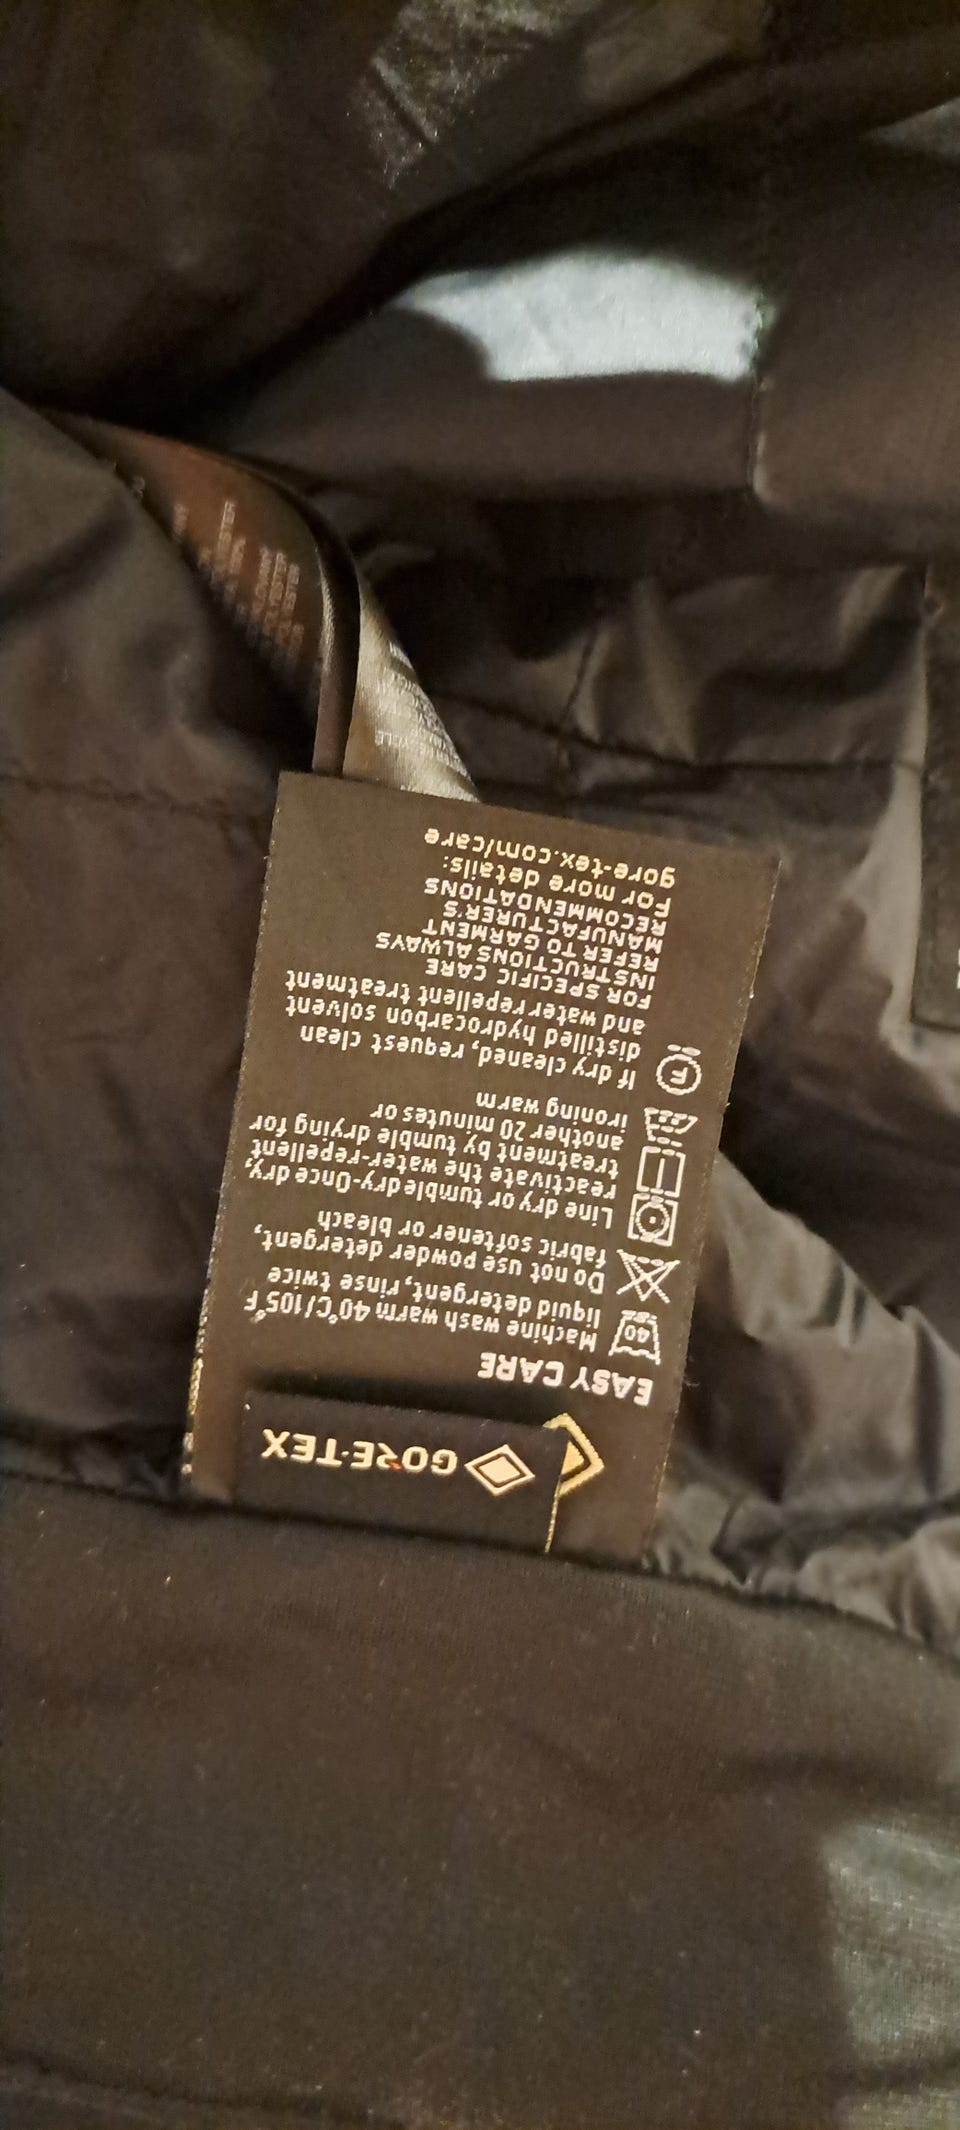 GORE-TEX
EASY CARE
40
Machine wash warm 40°C/105°F
liquid detergent, rinse twice
Do not use powder detergent,
fabric softener or bleach
Line dry or tumble dry-Once dry,
reactivate the water-repellent
treatment by tumble drying for
another 20 minutes or
ironing warm
F
If dry cleaned, request clean
distilled hydrocarbon solvent
and water repellent treatment
FOR SPECIFIC CARE
INSTRUCTIONS ALWAYS
REFER TO GARMENT
MANUFACTURER'S
RECOMMENDATIONS
For more details:
gore-tex.com/care